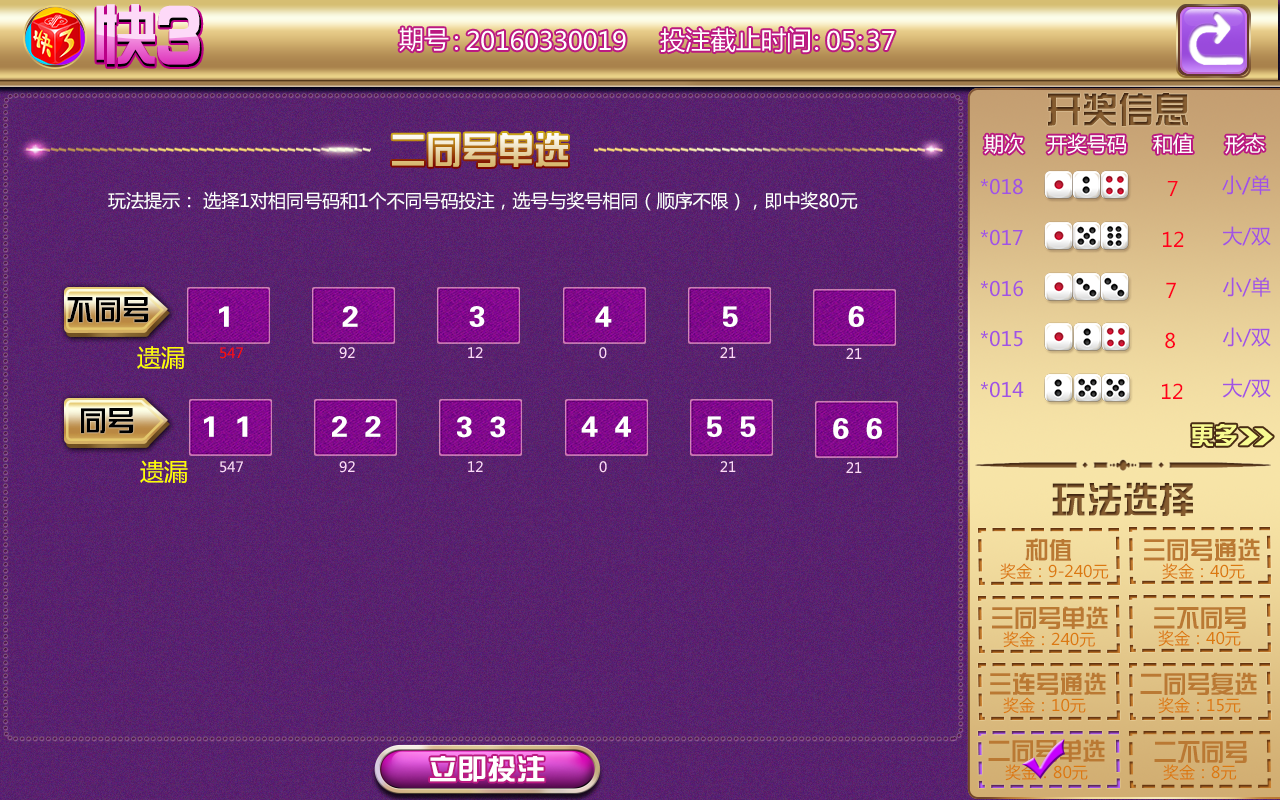 快3 快3
期号:20160330019 投注截止时间:05:37
二同号单选
玩法提示： 选择1对相同号码和1个不同号码投注，选号与奖号相同（顺序不限），即中奖80元
不同号 1 2 3 4 5 6
遗漏 547 92 12 0 21 21
同号 1 1 2 2 3 3 4 4 5 5 6 6
遗漏 547 92 12 0 21 21
立即投注
开奖信息
期次 开奖号码 和值 形态
*018 7 小/单
*017 12 大/双
*016 7 小/单
*015 8 小/双
*014 12 大/双
更多
玩法选择
和值 三同号通选
奖金：9-240元 奖金：40元
三同号单选 三不同号
奖金：240元 奖金：40元
三连号通选 二同号复选
奖金：10元 奖金：15元
二同号单选 二不同号
奖金：80元 奖金：8元